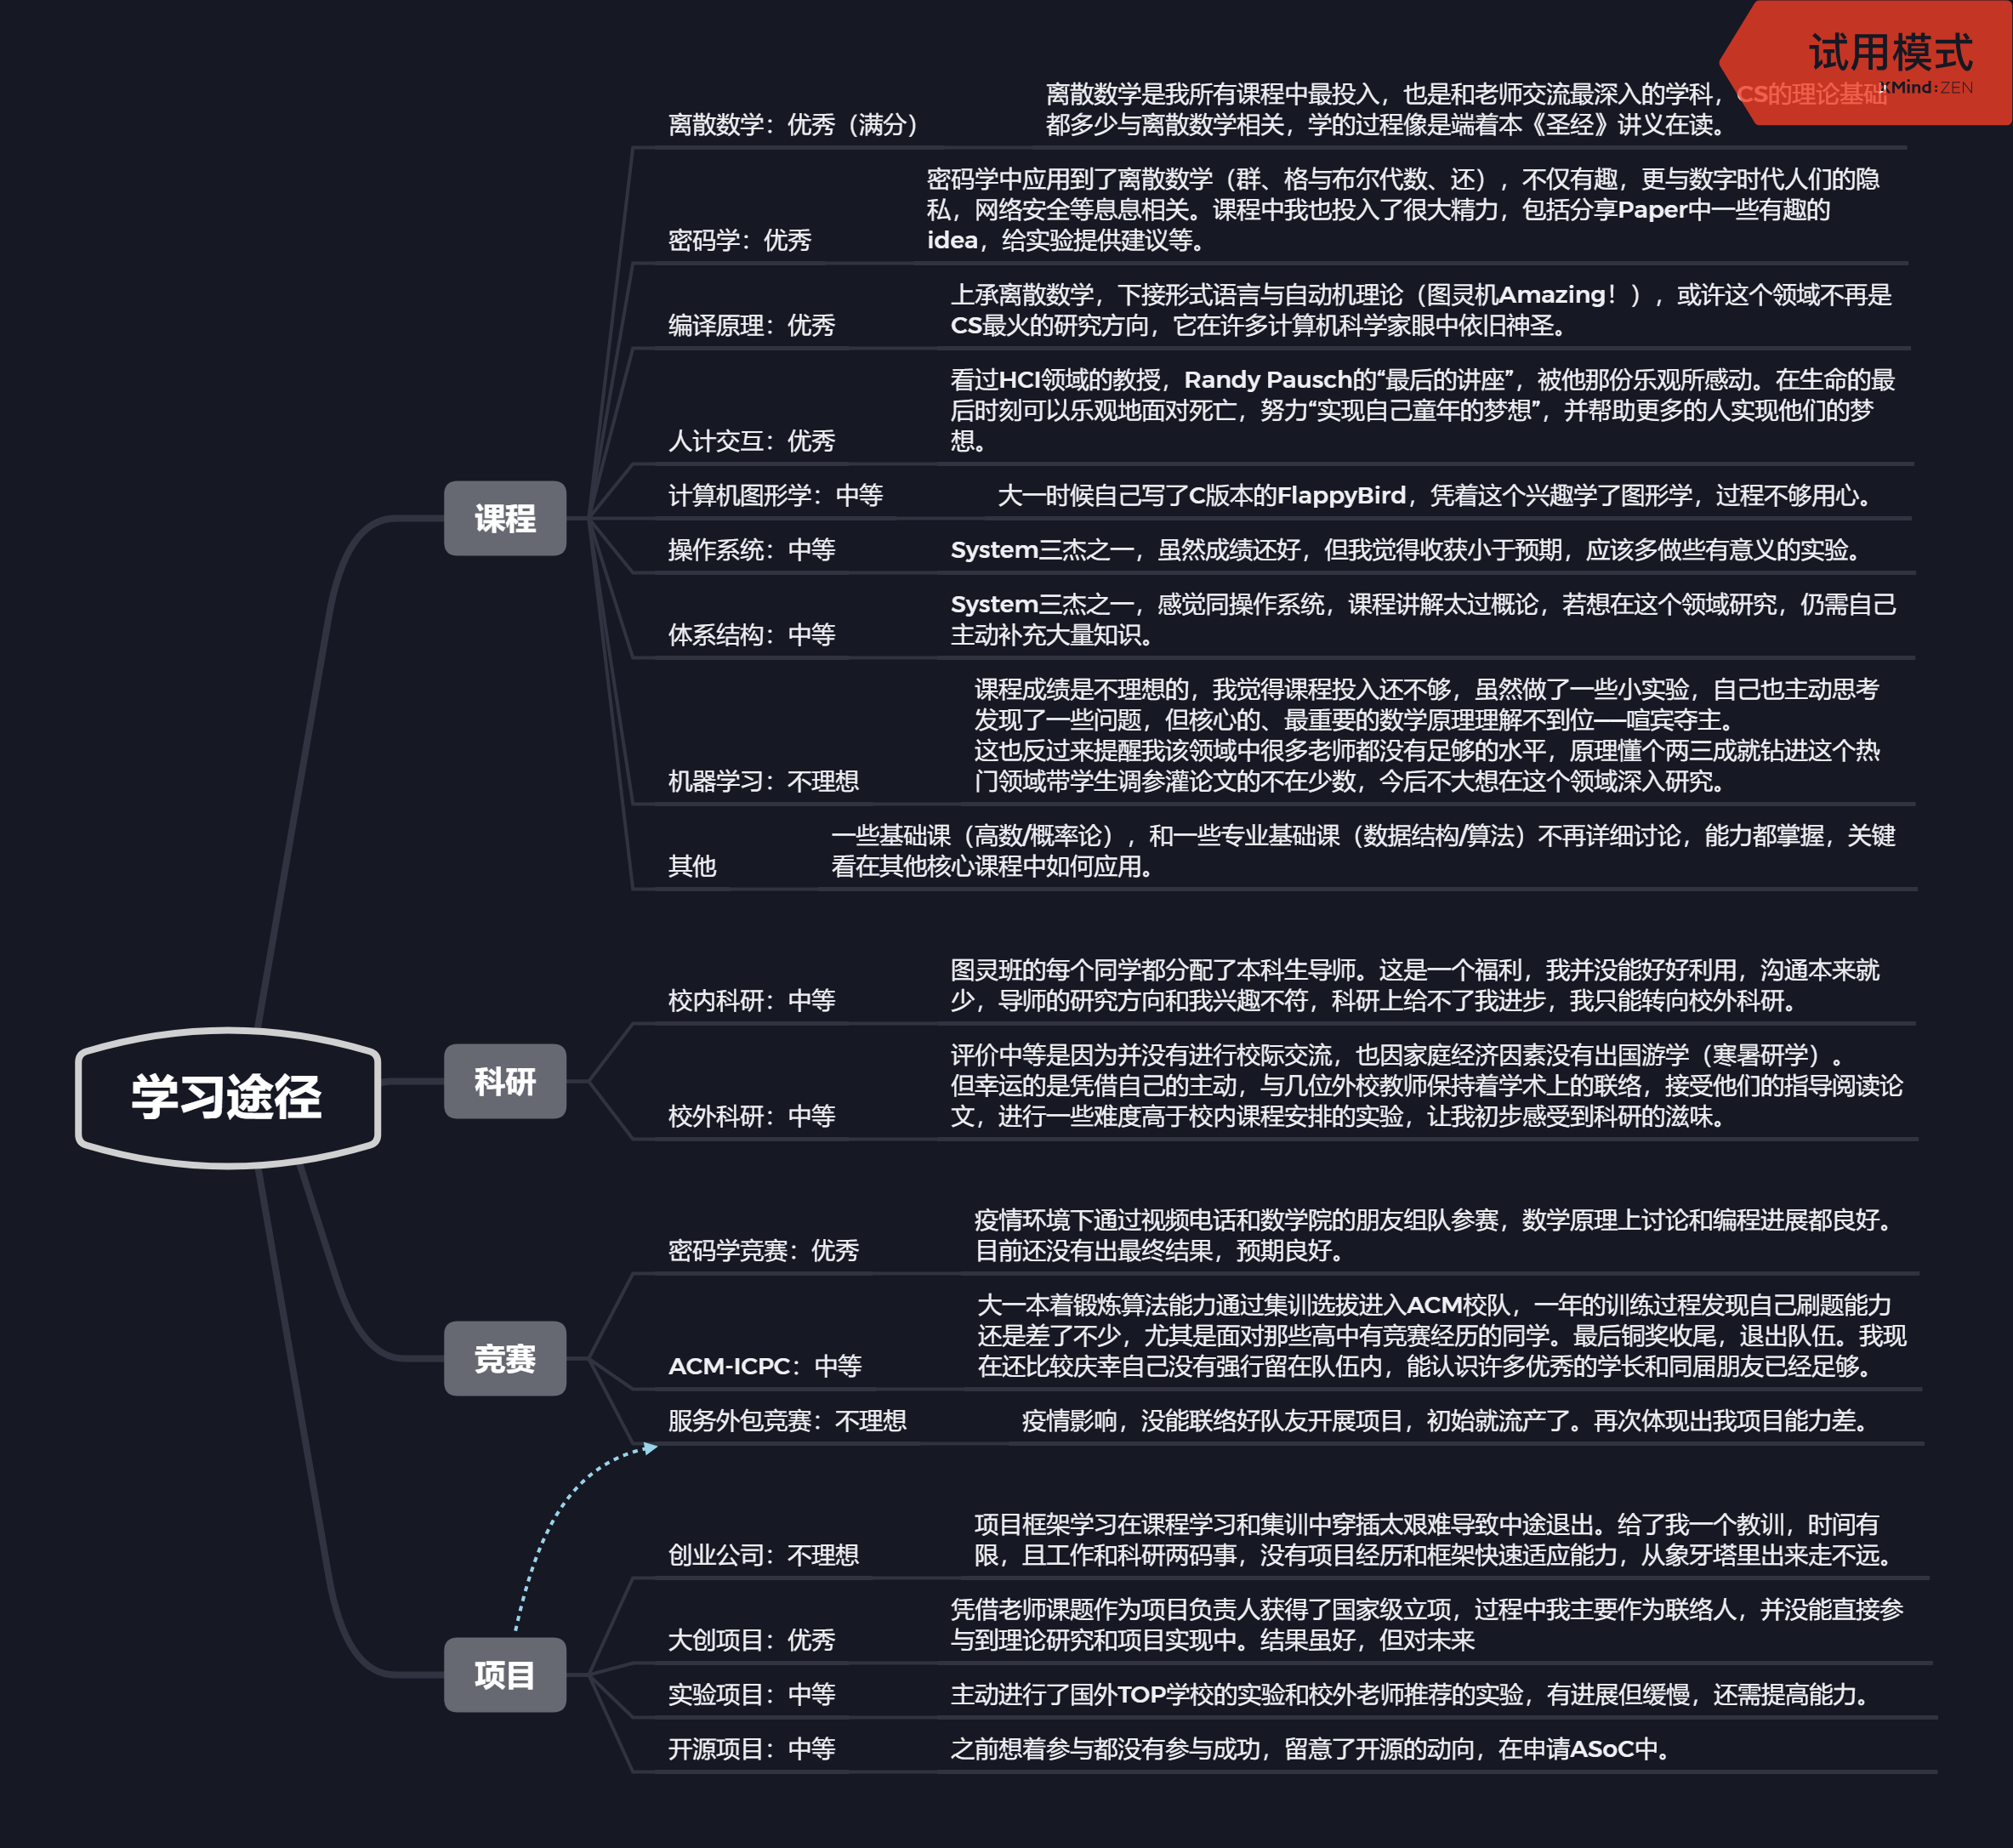 试用模式
XMind:ZEN
离散数学：优秀（满分）
离散数学是我所有课程中最投入，也是和老师交流最深入的学科，CS的理论基础
都多少与离散数学相关，学的过程像是端着本《圣经》讲义在读。
密码学：优秀
密码学中应用到了离散数学（群、格与布尔代数、还），不仅有趣，更与数字时代人们的隐
私，网络安全等息息相关。课程中我也投入了很大精力，包括分享Paper中一些有趣的
idea，给实验提供建议等。
编译原理：优秀
上承离散数学，下接形式语言与自动机理论（图灵机Amazing！），或许这个领域不再是
CS最火的研究方向，它在许多计算机科学家眼中依旧神圣。
人计交互：优秀
看过HCI领域的教授，Randy Pausch的“最后的讲座”，被他那份乐观所感动。在生命的最
后时刻可以乐观地面对死亡，努力“实现自己童年的梦想”，并帮助更多的人实现他们的梦
想。
课程
计算机图形学：中等
大一时候自己写了C版本的FlappyBird，凭着这个兴趣学了图形学，过程不够用心。
操作系统：中等
System三杰之一，虽然成绩还好，但我觉得收获小于预期，应该多做些有意义的实验。
体系结构：中等
System三杰之一，感觉同操作系统，课程讲解太过概论，若想在这个领域研究，仍需自己
主动补充大量知识。
机器学习：不理想
课程成绩是不理想的，我觉得课程投入还不够，虽然做了一些小实验，自己也主动思考
发现了一些问题，但核心的、最重要的数学原理理解不到位——喧宾夺主。
这也反过来提醒我该领域中很多老师都没有足够的水平，原理懂个两三成就钻进这个热
门领域带学生调参灌论文的不在少数，今后不大想在这个领域深入研究。
其他
一些基础课（高数/概率论），和一些专业基础课（数据结构/算法）不再详细讨论，能力都掌握，关键
看在其他核心课程中如何应用。
学习途径
科研
校内科研：中等
图灵班的每个同学都分配了本科生导师。这是一个福利，我并没能好好利用，沟通本来就
少，导师的研究方向和我兴趣不符，科研上给不了我进步，我只能转向校外科研。
校外科研：中等
评价中等是因为并没有进行校际交流，也因家庭经济因素没有出国游学（寒暑研学）。
但幸运的是凭借自己的主动，与几位外校教师保持着学术上的联络，接受他们的指导阅读论
文，进行一些难度高于校内课程安排的实验，让我初步感受到科研的滋味。
竞赛
密码学竞赛：优秀
疫情环境下通过视频电话和数学院的朋友组队参赛，数学原理上讨论和编程进展都良好。
目前还没有出最终结果，预期良好。
ACM-ICPC：中等
大一本着锻炼算法能力通过集训选拔进入ACM校队，一年的训练过程发现自己刷题能力
还是差了不少，尤其是面对那些高中有竞赛经历的同学。最后铜奖收尾，退出队伍。我现
在还比较庆幸自己没有强行留在队伍内，能认识许多优秀的学长和同届朋友已经足够。
服务外包竞赛：不理想
疫情影响，没能联络好队友开展项目，初始就流产了。再次体现出我项目能力差。
项目
创业公司：不理想
项目框架学习在课程学习和集训中穿插太艰难导致中途退出。给了我一个教训，时间有
限，且工作和科研两码事，没有项目经历和框架快速适应能力，从象牙塔里出来走不远。
大创项目：优秀
凭借老师课题作为项目负责人获得了国家级立项，过程中我主要作为联络人，并没能直接参
与到理论研究和项目实现中。结果虽好，但对未来
实验项目：中等
主动进行了国外TOP学校的实验和校外老师推荐的实验，有进展但缓慢，还需提高能力。
开源项目：中等
之前想着参与都没有参与成功，留意了开源的动向，在申请ASoC中。